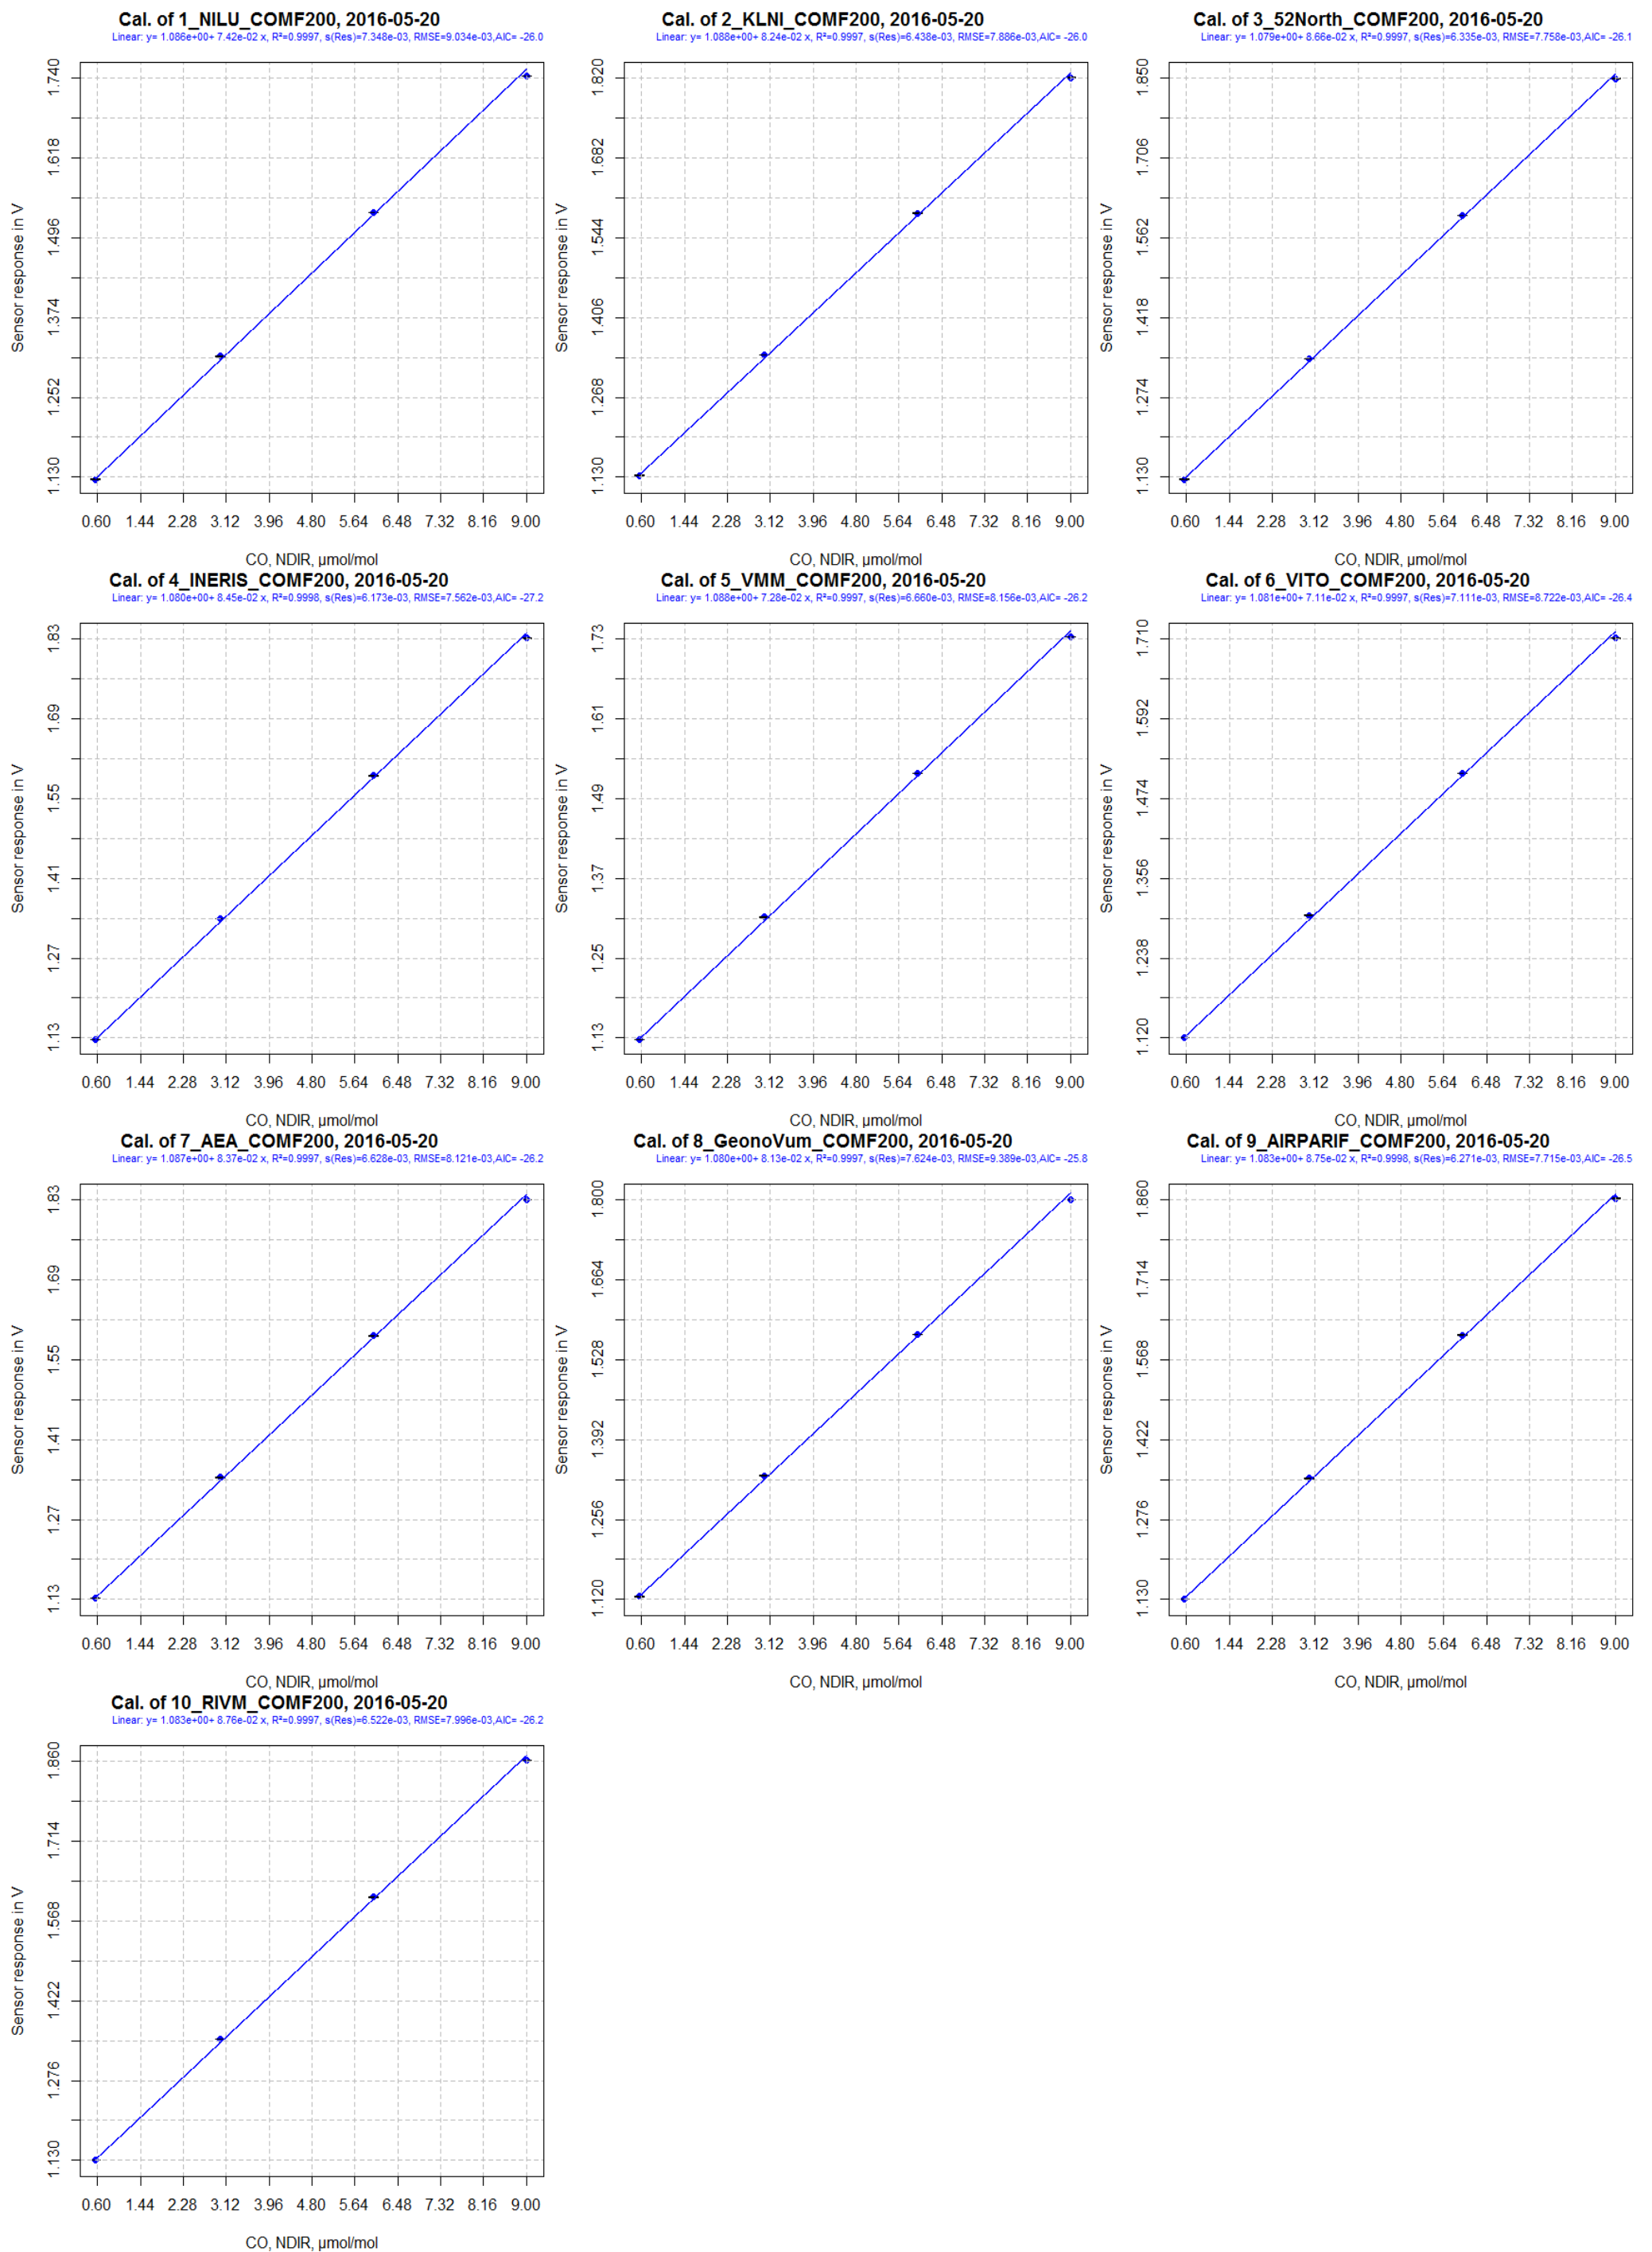 Cal. of 1_NILU_COMF200, 2016-05-20
Linear: y= 1.086e+00+ 7.42e-02 x, R²=0.9997, s(Res)=7.348e-03, RMSE=9.034e-03,AIC= -26.0
Sensor response in V
1.740
1.618
1.496
1.374
1.252
1.130
0.60 1.44 2.28 3.12 3.96 4.80 5.64 6.48 7.32 8.16 9.00
CO, NDIR, µmol/mol
Cal. of 2_KLNI_COMF200, 2016-05-20
Linear: y= 1.088e+00+ 8.24e-02 x, R²=0.9997, s(Res)=6.438e-03, RMSE=7.886e-03,AIC= -26.0
Sensor response in V
1.820
1.682
1.544
1.406
1.268
1.130
0.60 1.44 2.28 3.12 3.96 4.80 5.64 6.48 7.32 8.16 9.00
CO, NDIR, µmol/mol
Cal. of 3_52North_COMF200, 2016-05-20
Linear: y= 1.079e+00+ 8.66e-02 x, R²=0.9997, s(Res)=6.335e-03, RMSE=7.758e-03,AIC= -26.1
Sensor response in V
1.850
1.706
1.562
1.418
1.274
1.130
0.60 1.44 2.28 3.12 3.96 4.80 5.64 6.48 7.32 8.16 9.00
CO, NDIR, µmol/mol
Cal. of 4_INERIS_COMF200, 2016-05-20
Linear: y= 1.080e+00+ 8.45e-02 x, R²=0.9998, s(Res)=6.173e-03, RMSE=7.562e-03,AIC= -27.2
Sensor response in V
1.83
1.69
1.55
1.41
1.27
1.13
0.60 1.44 2.28 3.12 3.96 4.80 5.64 6.48 7.32 8.16 9.00
CO, NDIR, µmol/mol
Cal. of 5_VMM_COMF200, 2016-05-20
Linear: y= 1.088e+00+ 7.28e-02 x, R²=0.9997, s(Res)=6.660e-03, RMSE=8.156e-03,AIC= -26.2
Sensor response in V
1.73
1.61
1.49
1.37
1.25
1.13
0.60 1.44 2.28 3.12 3.96 4.80 5.64 6.48 7.32 8.16 9.00
CO, NDIR, µmol/mol
Cal. of 6_VITO_COMF200, 2016-05-20
Linear: y= 1.081e+00+ 7.11e-02 x, R²=0.9997, s(Res)=7.111e-03, RMSE=8.722e-03,AIC= -26.4
Sensor response in V
1.710
1.592
1.474
1.356
1.238
1.120
0.60 1.44 2.28 3.12 3.96 4.80 5.64 6.48 7.32 8.16 9.00
CO, NDIR, µmol/mol
Cal. of 7_AEA_COMF200, 2016-05-20
Linear: y= 1.087e+00+ 8.37e-02 x, R²=0.9997, s(Res)=6.628e-03, RMSE=8.121e-03,AIC= -26.2
Sensor response in V
1.83
1.69
1.55
1.41
1.27
1.13
0.60 1.44 2.28 3.12 3.96 4.80 5.64 6.48 7.32 8.16 9.00
CO, NDIR, µmol/mol
Cal. of 8_GeonoVum_COMF200, 2016-05-20
Linear: y= 1.080e+00+ 8.13e-02 x, R²=0.9997, s(Res)=7.624e-03, RMSE=9.389e-03,AIC= -25.8
Sensor response in V
1.800
1.664
1.528
1.392
1.256
1.120
0.60 1.44 2.28 3.12 3.96 4.80 5.64 6.48 7.32 8.16 9.00
CO, NDIR, µmol/mol
Cal. of 9_AIRPARIF_COMF200, 2016-05-20
Linear: y= 1.083e+00+ 8.75e-02 x, R²=0.9998, s(Res)=6.271e-03, RMSE=7.715e-03,AIC= -26.5
Sensor response in V
1.860
1.714
1.568
1.422
1.276
1.130
0.60 1.44 2.28 3.12 3.96 4.80 5.64 6.48 7.32 8.16 9.00
CO, NDIR, µmol/mol
Cal. of 10_RIVM_COMF200, 2016-05-20
Linear: y= 1.083e+00+ 8.76e-02 x, R²=0.9997, s(Res)=6.522e-03, RMSE=7.996e-03,AIC= -26.2
Sensor response in V
1.860
1.714
1.568
1.422
1.276
1.130
0.60 1.44 2.28 3.12 3.96 4.80 5.64 6.48 7.32 8.16 9.00
CO, NDIR, µmol/mol